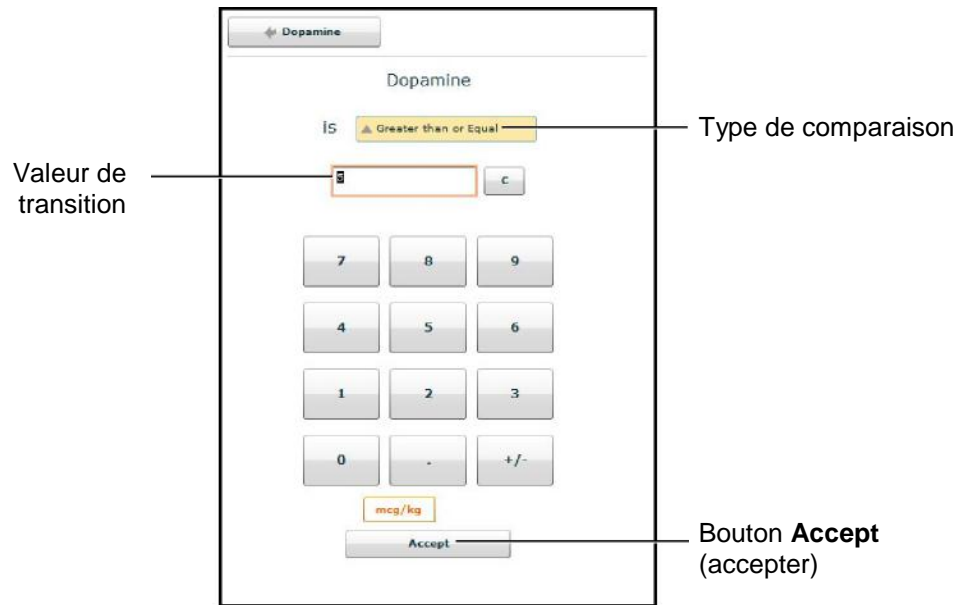 Dopamine
Dopamine
is Greater than or Equal
Type de comparaison
Valeur de
transition
5 c
7 8 9
4 5 6
1 2 3
0 . +/-
mcg/kg
Accept
Bouton Accept
(accepter)